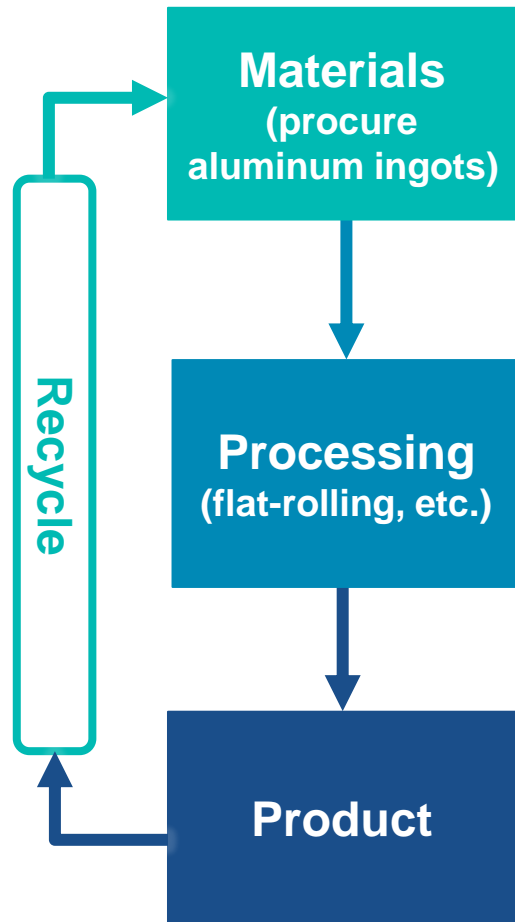 Materials
(procure
aluminum ingots)
Recycle
Processing
(flat-rolling, etc.)
Product